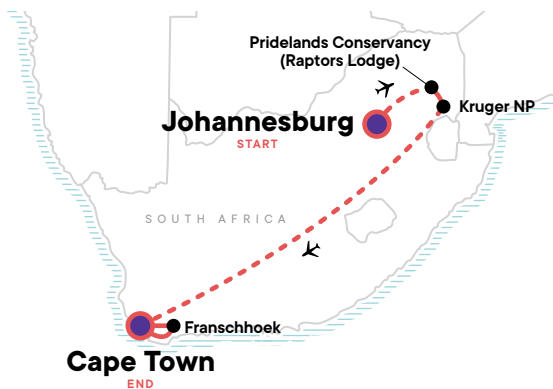 Pridelands Conservancy
(Raptors Lodge)
Kruger NP
Johannesburg
START
SOUTH AFRICA
Franschhoek
Cape Town
END